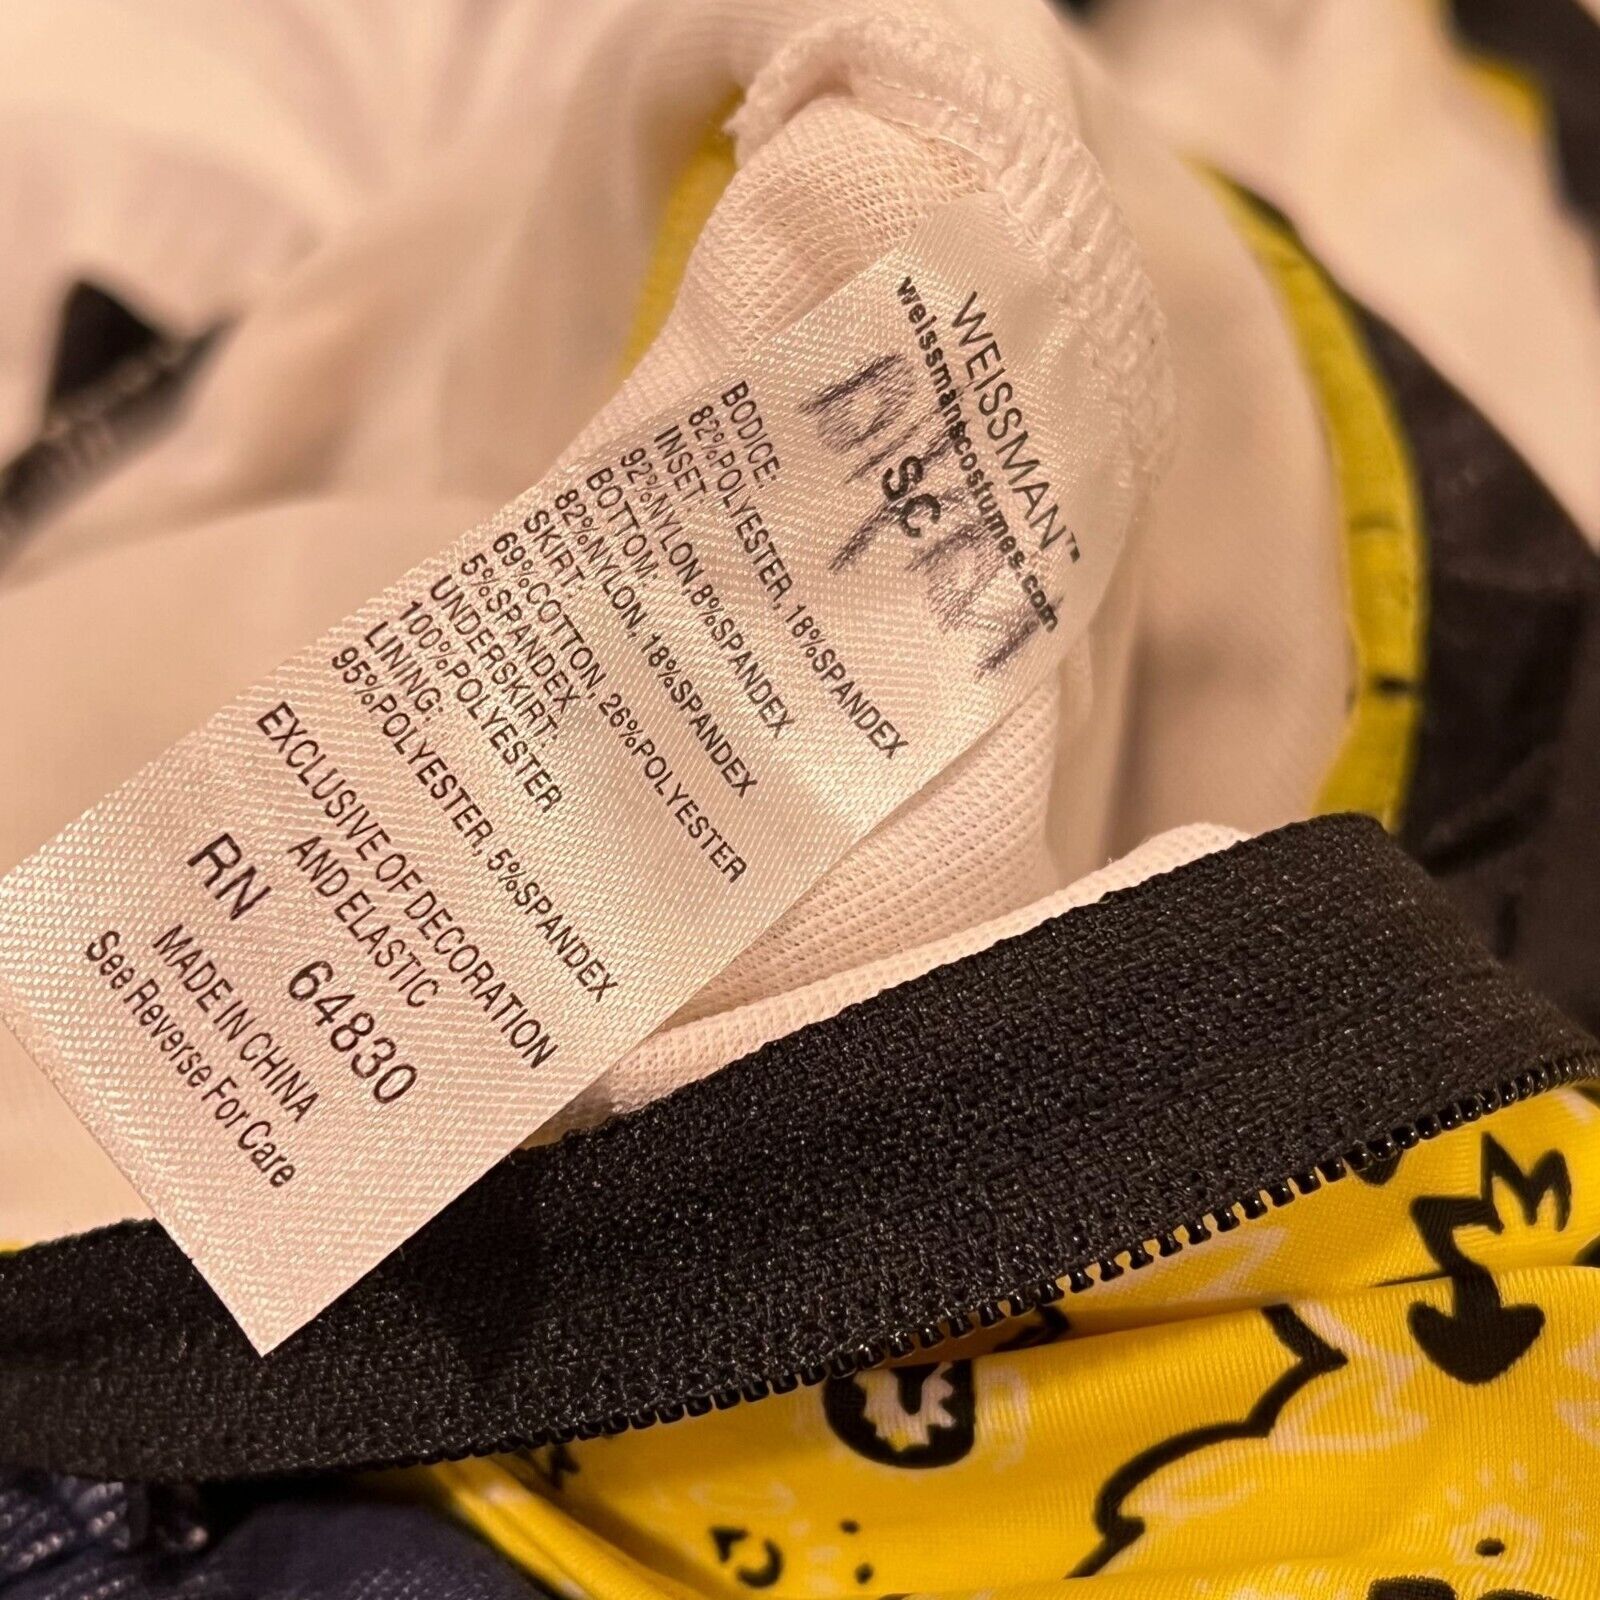 WEISSMAN™
weissmanscostumes.com
SC
BODICE:
82%POLYESTER, 18%SPANDEX
INSET:
92%NYLON, 8%SPANDEX
BOTTOM:
82%NYLON, 18%SPANDEX
SKIRT:
69%COTTON, 26%POLYESTER
5%SPANDEX
UNDERSKIRT:
100%POLYESTER
LINING:
95%POLYESTER, 5%SPANDEX
EXCLUSIVE OF DECORATION
AND ELASTIC
RN 64830
MADE IN CHINA
See Reverse For Care